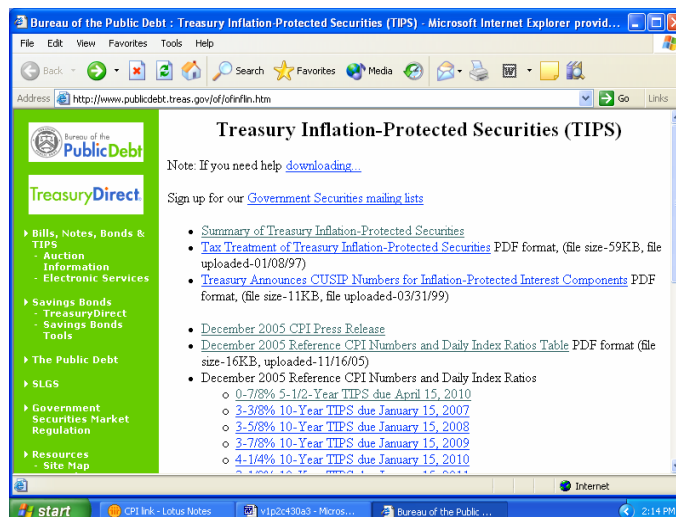 Bureau of the Public Debt : Treasury Inflation-Protected Securities (TIPS) - Microsoft Internet Explorer provid...
File Edit View Favorites Tools Help
Back Search Favorites Media
Address http://www.publicdebt.treas.gov/of/ofinflin.htm Go Links
Bureau of the
PublicDebt
TreasuryDirect
Bills, Notes, Bonds &
TIPS
- Auction
Information
- Electronic Services
Savings Bonds
- TreasuryDirect
- Savings Bonds
Tools
The Public Debt
SLGS
Government
Securities Market
Regulation
Resources
- Site Map
Treasury Inflation-Protected Securities (TIPS)
Note: If you need help downloading...
Sign up for our Government Securities mailing lists
• Summary of Treasury Inflation-Protected Securities
• Tax Treatment of Treasury Inflation-Protected Securities PDF format, (file size-59KB, file
uploaded-01/08/97)
• Treasury Announces CUSIP Numbers for Inflation-Protected Interest Components PDF
format, (file size-11KB, file uploaded-03/31/99)
• December 2005 CPI Press Release
• December 2005 Reference CPI Numbers and Daily Index Ratios Table PDF format (file
size-16KB, uploaded-11/16/05)
• December 2005 Reference CPI Numbers and Daily Index Ratios
o 0-7/8% 5-1/2-Year TIPS due April 15, 2010
o 3-3/8% 10-Year TIPS due January 15, 2007
o 3-5/8% 10-Year TIPS due January 15, 2008
o 3-7/8% 10-Year TIPS due January 15, 2009
o 4-1/4% 10-Year TIPS due January 15, 2010
Internet
start CPI link - Lotus Notes v1p2c430a3 - Micros... Bureau of the Public ... 2:14 PM